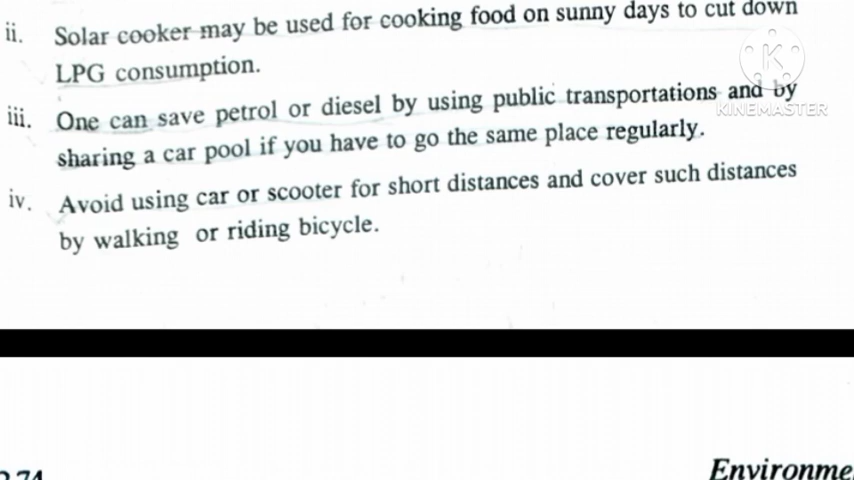 ii. Solar cooker may be used for cooking food on sunny days to cut down
LPG consumption.
KINEMASTER
iii. One can save petrol or diesel by using public transportations and by
sharing a car pool if you have to go the same place regularly.
iv. Avoid using car or scooter for short distances and cover such distances
by walking or riding bicycle.